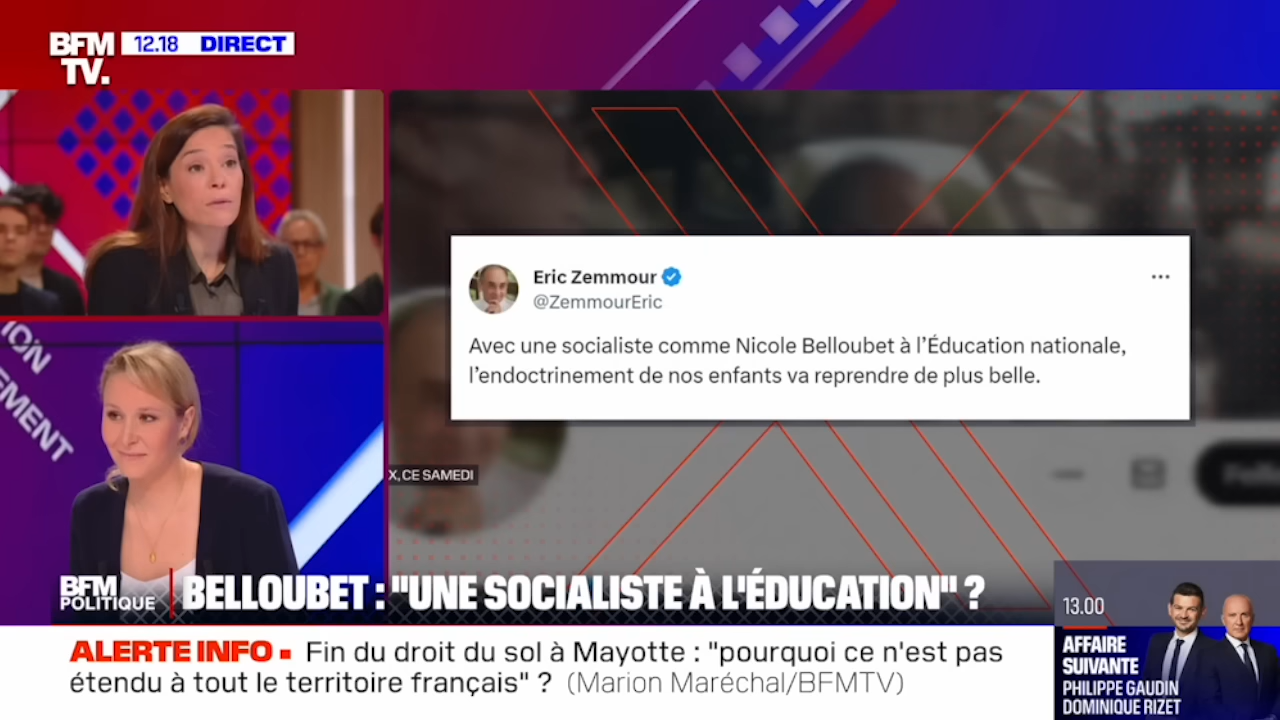 BFM
TV.
12.18 DIRECT
ION
EMENT
Eric Zemmour
@ZemmourEric
Avec une socialiste comme Nicole Belloubet à l'Éducation nationale,
l'endoctrinement de nos enfants va reprendre de plus belle.
X, CE SAMEDI
BFM
POLITIQUE
BELLOUBET : "UNE SOCIALISTE À L'ÉDUCATION" ?
ALERTE INFO ▪ Fin du droit du sol à Mayotte : "pourquoi ce n'est pas
étendu à tout le territoire français" ? (Marion Maréchal/BFMTV)
13.00
AFFAIRE
SUIVANTE
PHILIPPE GAUDIN
DOMINIQUE RIZET